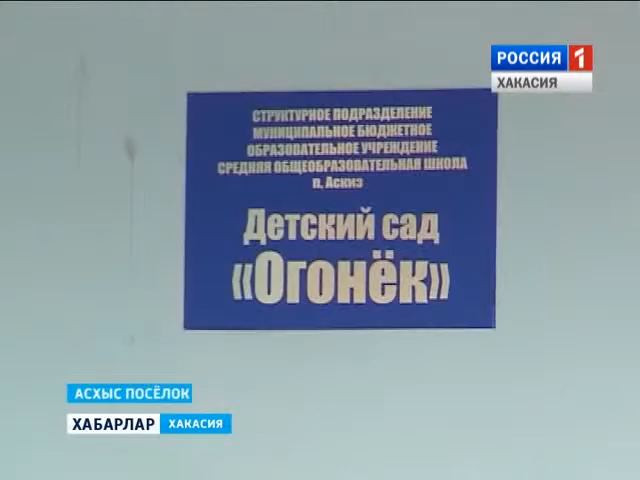 РОССИЯ 1
ХАКАСИЯ
СТРУКТУРНОЕ ПОДРАЗДЕЛЕНИЕ
МУНИЦИПАЛЬНОЕ БЮДЖЕТНОЕ
ОБРАЗОВАТЕЛЬНОЕ УЧРЕЖДЕНИЕ
СРЕДНЯЯ ОБЩЕОБРАЗОВАТЕЛЬНАЯ ШКОЛА
п. Аскиз
Детский сад
«Огонёк»
АСХЫС ПОСЁЛОК
ХАБАРЛАР ХАКАСИЯ